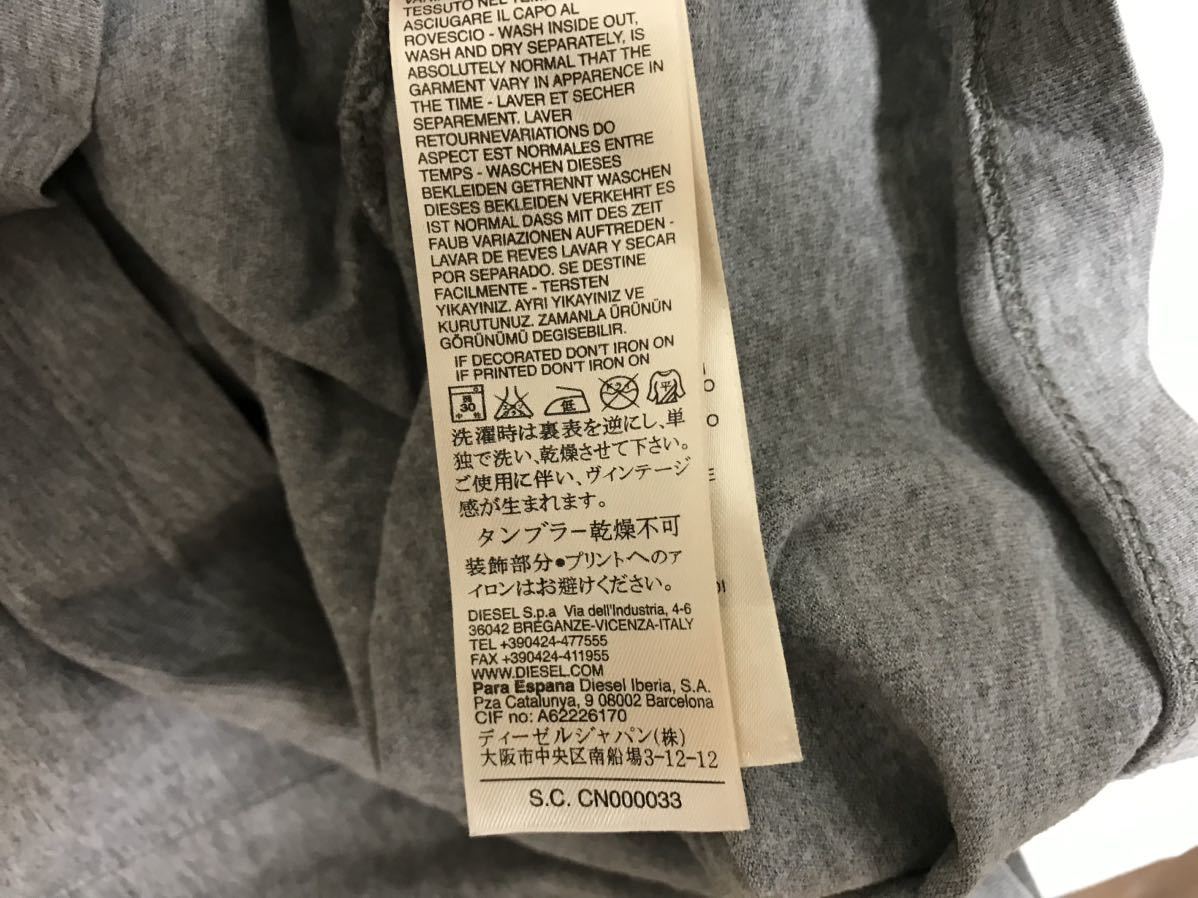 TESSUTO NEL
ASCIUGARE IL CAPO AL
ROVESCIO - WASH INSIDE OUT,
WASH AND DRY SEPARATELY, IS
ABSOLUTELY NORMAL THAT THE
GARMENT VARY IN APPARENCE IN
THE TIME - LAVER ET SECHER
SEPAREMENT. LAVER
RETOURNEVARIATIONS DO
ASPECT EST NORMALES ENTRE
TEMPS - WASCHEN DIESES
BEKLEIDEN GETRENNT WASCHEN
DIESES BEKLEIDEN VERKEHRT ES
IST NORMAL DASS MIT DES ZEIT
FAUB VARIAZIONEN AUFTREDEN -
LAVAR DE REVES LAVAR Y SECAR
POR SEPARADO. SE DESTINE
FACILMENTE - TERSTEN
YIKAYINIZ. AYRI YIKAYINIZ VE
KURUTUNUZ. ZAMANLA ÜRÜNÜN
GÖRÜNÜMÜ DEGISEBILIR.
IF DECORATED DON'T IRON ON
IF PRINTED DON'T IRON ON
30 低 平
洗濯時は裏表を逆にし、単
独で洗い、乾燥させて下さい。
ご使用に伴い、ヴィンテージ
感が生まれます。
タンブラー乾燥不可
装飾部分●プリントへのア
イロンはお避けください。
DIESEL S.p.a Via dell'Industria, 4-6
36042 BREGANZE-VICENZA-ITALY
TEL +390424-477555
FAX +390424-411955
WWW.DIESEL.COM
Para Espana Diesel Iberia, S.A.
Pza Catalunya, 9 08002 Barcelona
CIF no: A62226170
ディーゼルジャパン(株)
大阪市中央区南船場3-12-12
S.C. CN000033